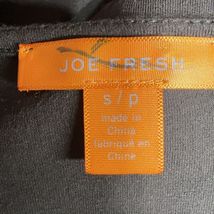 JOE FRESH
s/p
made in
China
fabriqué en
Chine